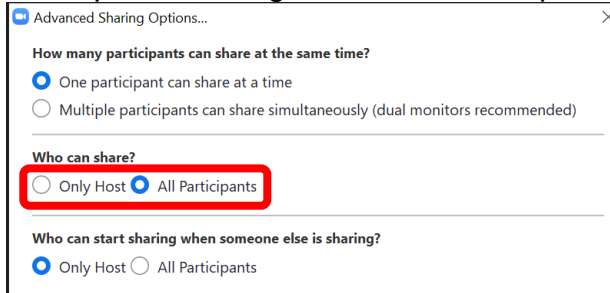 Advanced Sharing Options...
How many participants can share at the same time?
One participant can share at a time
Multiple participants can share simultaneously (dual monitors recommended)
Who can share?
Only Host All Participants
Who can start sharing when someone else is sharing?
Only Host All Participants